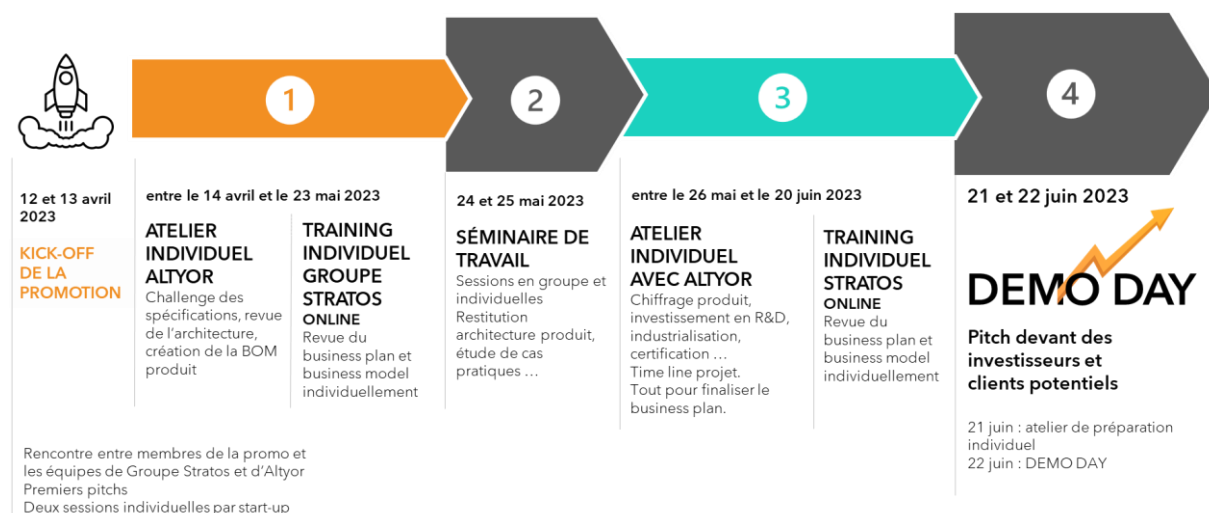 1
2
3
4
12 et 13 avril
2023
KICK-OFF
DE LA
PROMOTION
Rencontre entre membres de la promo et
les équipes de Groupe Stratos et d'Altyor
Premiers pitchs
Deux sessions individuelles par start-up
entre le 14 avril et le 23 mai 2023
ATELIER
INDIVIDUEL
ALTYOR
Challenge des
spécifications, revue
de l'architecture,
création de la BOM
produit
TRAINING
INDIVIDUEL
GROUPE
STRATOS
ONLINE
Revue du
business plan et
business model
individuellement
24 et 25 mai 2023
SÉMINAIRE DE
TRAVAIL
Sessions en groupe et
individuelles
Restitution
architecture produit,
étude de cas
pratiques ...
entre le 26 mai et le 20 juin 2023
ATELIER
INDIVIDUEL
AVEC ALTYOR
Chiffrage produit,
investissement en R&D,
industrialisation,
certification ...
Time line projet.
Tout pour finaliser le
business plan.
TRAINING
INDIVIDUEL
STRATOS
ONLINE
Revue du
business plan et
business model
individuellement
21 et 22 juin 2023
DEMO DAY
Pitch devant des
investisseurs et
clients potentiels
21 juin : atelier de préparation
individuel
22 juin : DEMO DAY